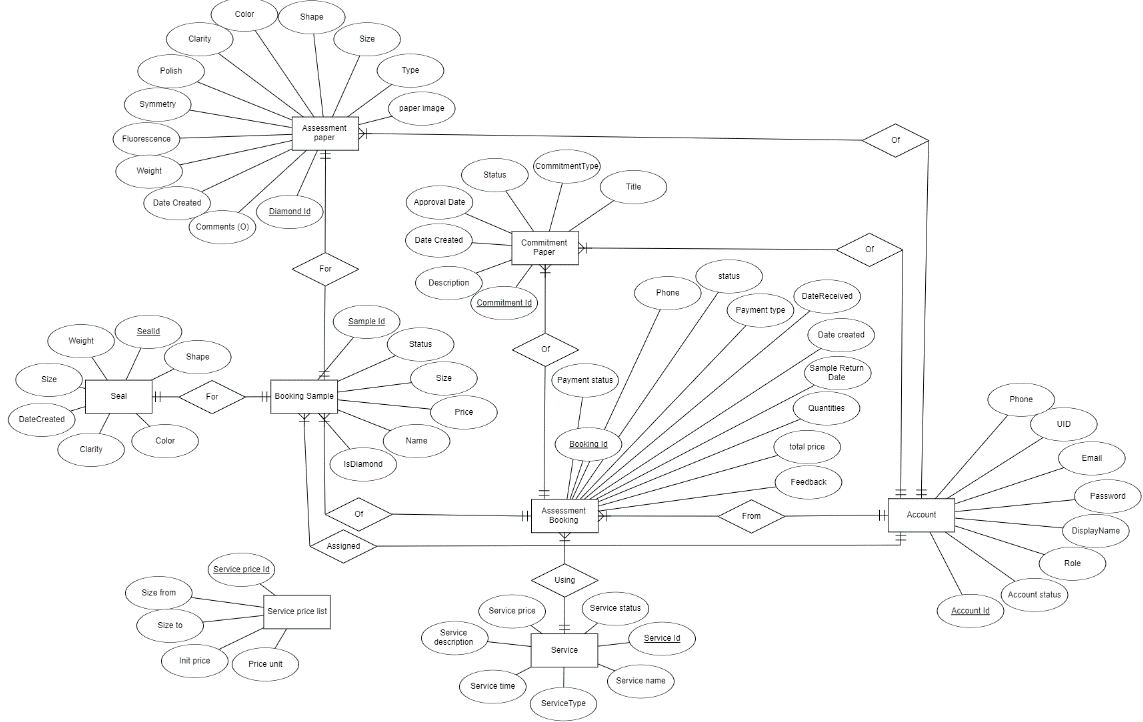 Color
Shape
Clarity
Size
Polish
Type
Symmetry
paper image
Fluorescence
Assessment
paper
Weight
Date Created
Comments (O)
Diamond Id
Of
Status
CommitmentType
Title
Approval Date
Date Created
Commitment
Paper
Description
Commitment Id
Of
For
Phone
status
Payment type
DateReceived
Date created
Sample Return
Date
Quantities
total price
Feedback
Payment status
Booking Id
Of
Sample Id
Status
Size
Price
Name
IsDiamond
Booking Sample
For
Weight
SealId
Shape
Size
Seal
DateCreated
Clarity
Color
Of
Assigned
Assessment
Booking
From
Account
Phone
UID
Email
Password
DisplayName
Role
Account status
Account Id
Using
Service price Id
Size from
Size to
Service price list
Init price
Price unit
Service price
Service status
Service
description
Service Id
Service
Service time
Service name
ServiceType